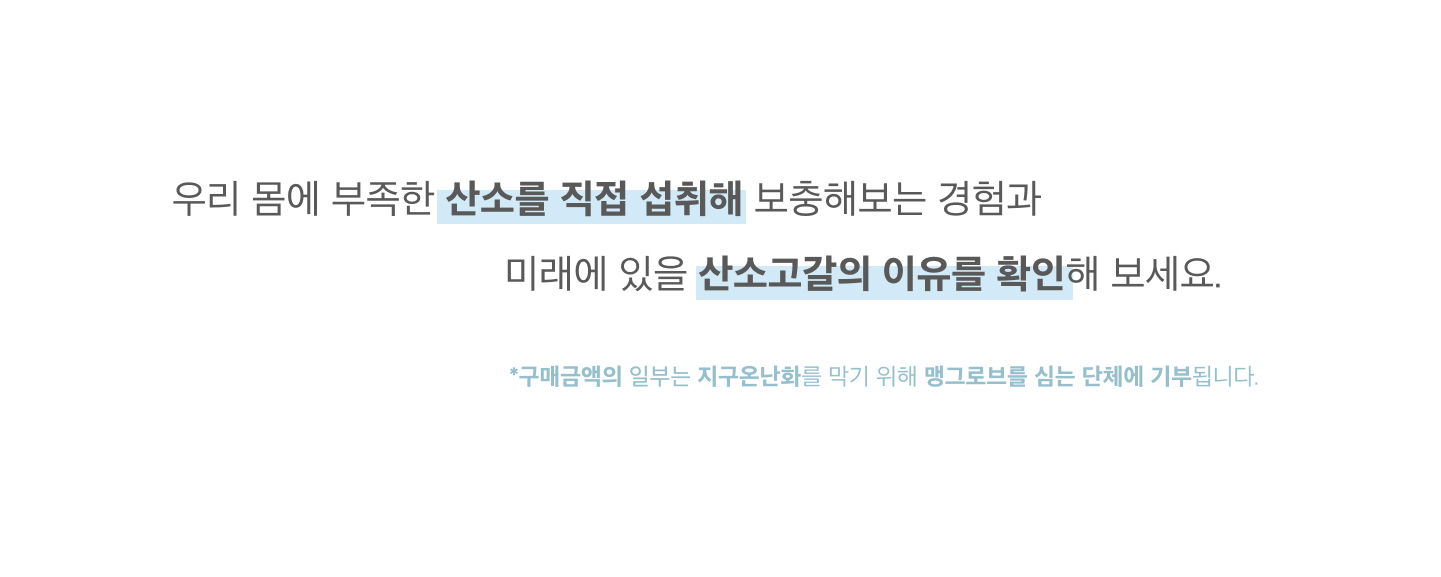 우리 몸에 부족한 산소를 직접 섭취해 보충해보는 경험과
미래에 있을 산소고갈의 이유를 확인해 보세요.
*구매금액의 일부는 지구온난화를 막기 위해 맹그로브를 심는 단체에 기부됩니다.